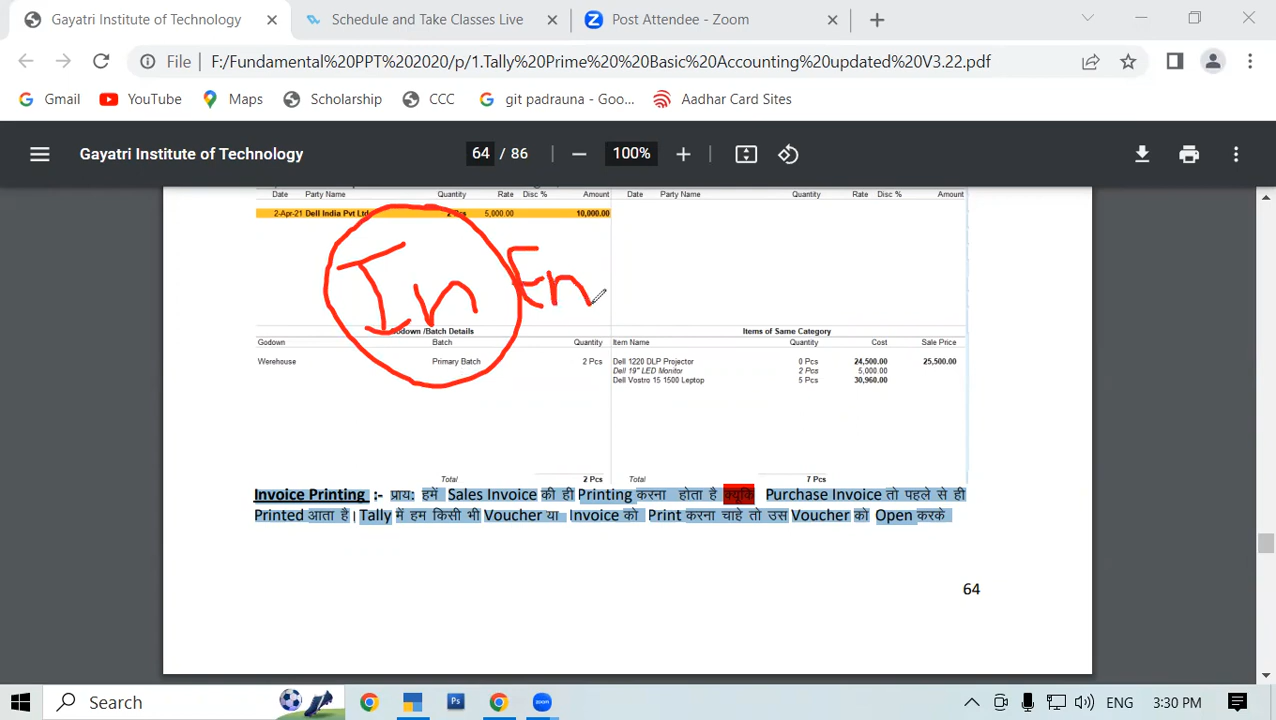 Gayatri Institute of Technology
Schedule and Take Classes Live
Post Attendee - Zoom
File F:/Fundamental%20PPT%202020/p/1.Tally%20Prime%20%20Basic%20Accounting%20updated%20V3.22.pdf
Gmail YouTube Maps Scholarship CCC git padrauna - Goo... Aadhar Card Sites
Gayatri Institute of Technology 64 / 86 100%
Date Party Name Quantity Rate Disc % Amount Date Party Name Quantity Rate Disc % Amount
2-Apr-21 Dell India Pvt Ltd 2 Pcs 5,000.00 10,000.00
In En
Godown /Batch Details Items of Same Category
Godown Batch Quantity Item Name Quantity Cost Sale Price
Werehouse Primary Batch 2 Pcs Dell 1220 DLP Projector 0 Pcs 24,500.00 25,500.00
Dell 19" LED Monitor 2 Pcs 5,000.00
Dell Vostro 15 1500 Leptop 5 Pcs 30,960.00
Total 2 Pcs Total 7 Pcs
Invoice Printing :- प्राय: हमें Sales Invoice की ही Printing करना होता है क्यूकि Purchase Invoice तो पहले से ही
Printed आता है। Tally में हम किसी भी Voucher या Invoice को Print करना चाहे तो उस Voucher को Open करके
64
Search ENG 3:30 PM